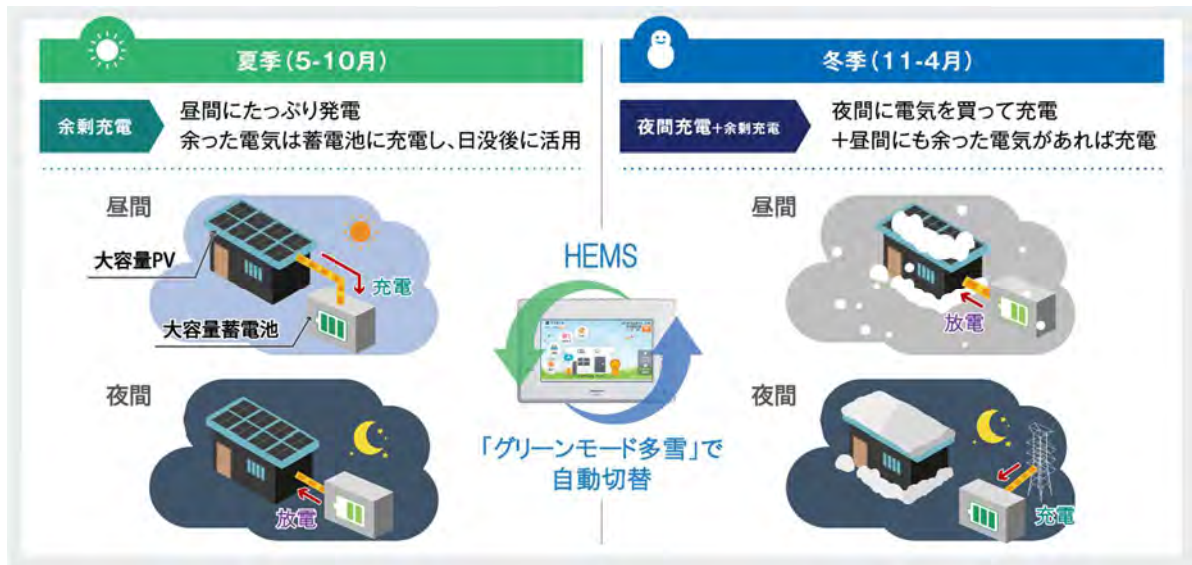 夏季(5-10月)
余剰充電
昼間にたっぷり発電
余った電気は蓄電池に充電し、日没後に活用
昼間
大容量PV
充電
大容量蓄電池
夜間
放電
HEMS
「グリーンモード多雪」で
自動切替
冬季(11-4月)
夜間充電+余剰充電
夜間に電気を買って充電
+昼間にも余った電気があれば充電
昼間
放電
夜間
充電